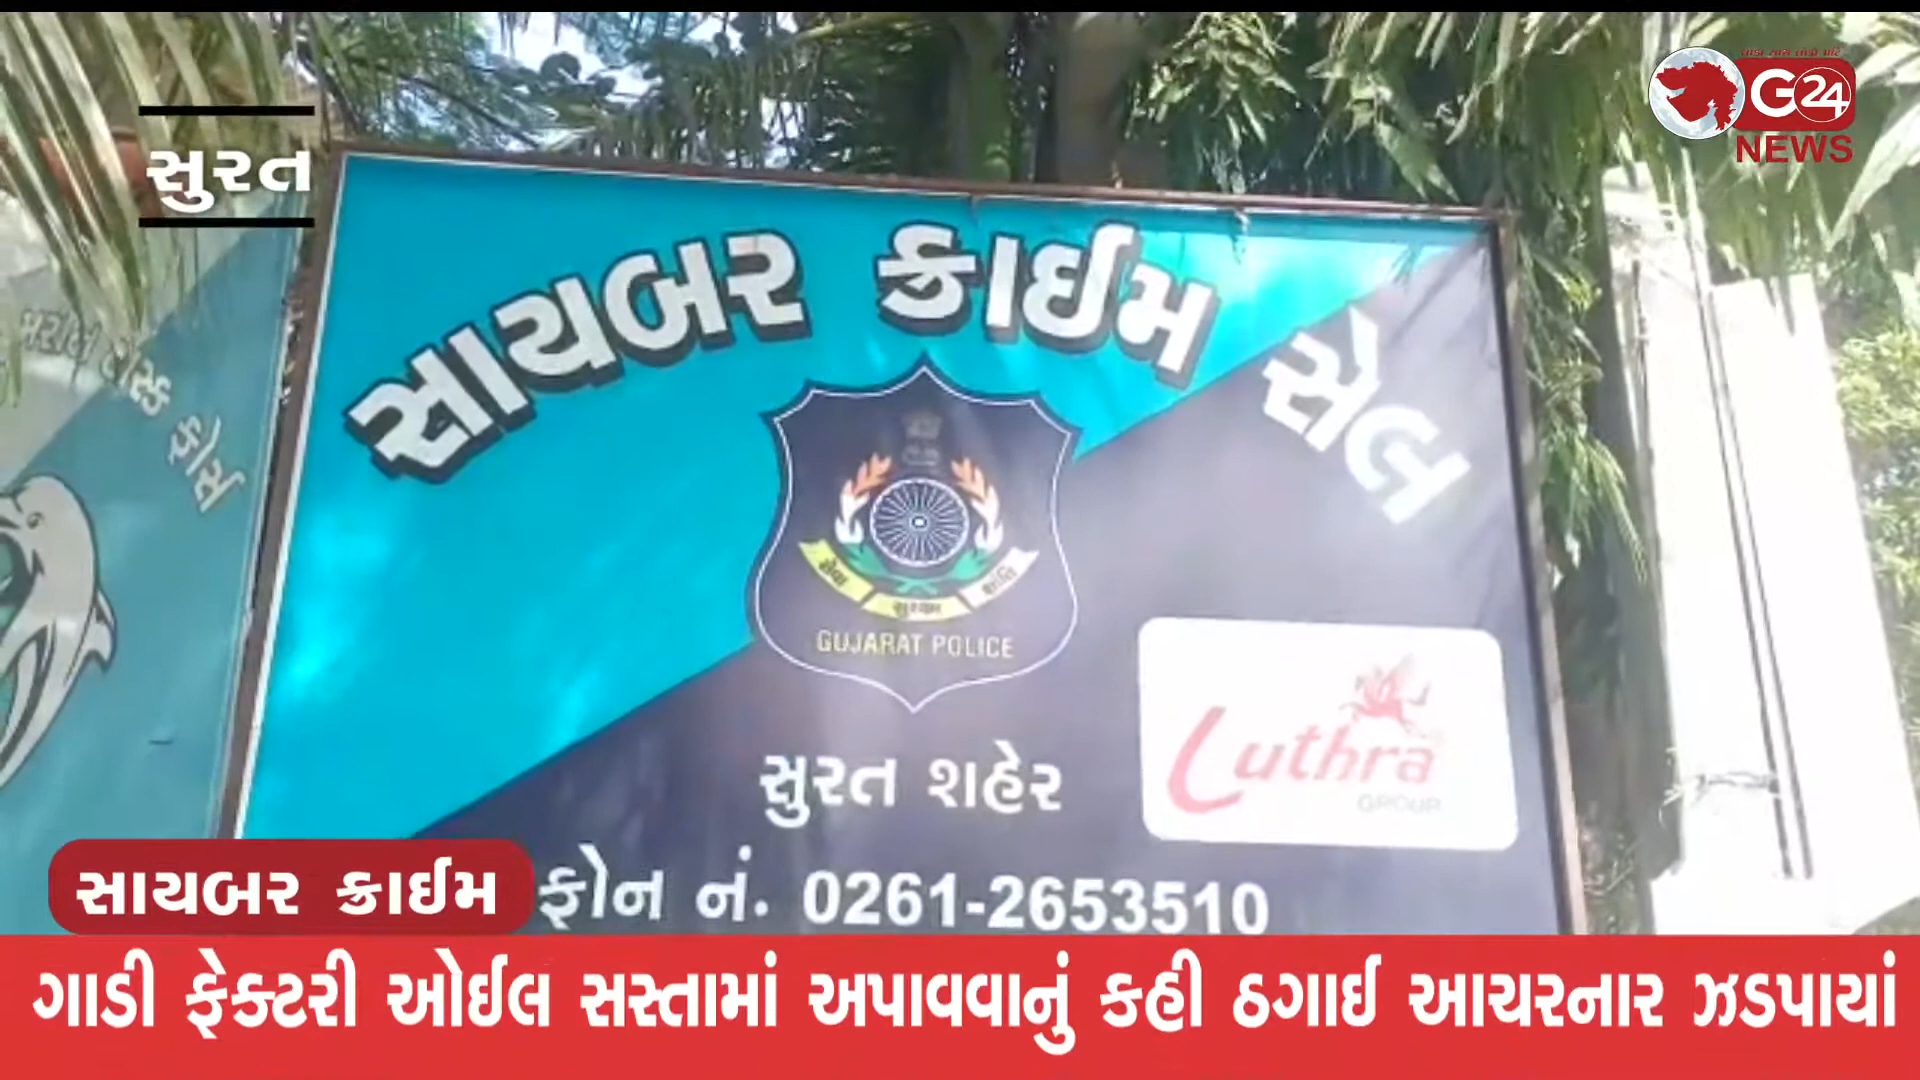 G24
NEWS
સુરત
સાયબર ક્રાઈમ સેલ
ફોર્સ
સેવા સુરક્ષા શાંતિ
GUJARAT POLICE
Luthra
GROUP
સુરત શહેર
ફોન નં. 0261-2653510
સાયબર ક્રાઈમ
ગાડી ફેક્ટરી ઓઈલ સસ્તામાં અપાવવાનું કહી ઠગાઈ આચરનાર ઝડપાયાં